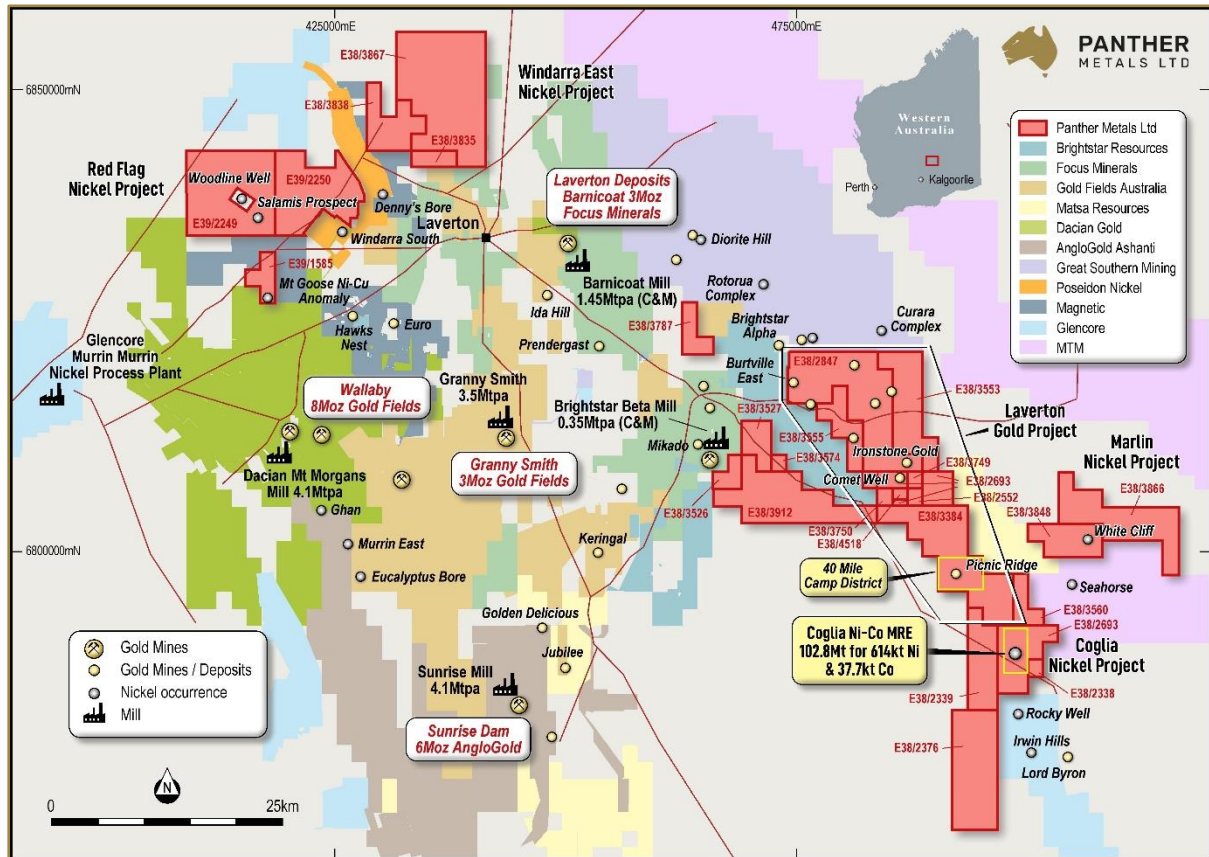 425000mE
475000mE
6850000mN
6800000mN
PANTHER
METALS LTD
Western
Australia
Perth
Kalgoorlie
Panther Metals Ltd
Brightstar Resources
Focus Minerals
Gold Fields Australia
Matsa Resources
Dacian Gold
AngloGold Ashanti
Great Southern Mining
Poseidon Nickel
Magnetic
Glencore
MTM
E38/3867
Windarra East
Nickel Project
E38/3838
E38/3835
Red Flag
Nickel Project
Woodline Well
E39/2250
Salamis Prospect
E39/2249
Denny's Bore
Laverton
Windarra South
Laverton Deposits
Barnicoat 3Moz
Focus Minerals
Diorite Hill
E39/1585
Mt Goose Ni-Cu
Anomaly
Barnicoat Mill
1.45Mtpa (C&M)
Rotorua
Complex
Ida Hill
Hawks
Nest
Euro
E38/3787
Brightstar
Alpha
Curara
Complex
Prendergast
Glencore
Murrin Murrin
Nickel Process Plant
Burtville
East
E38/2847
E38/3553
Wallaby
8Moz Gold Fields
Granny Smith
3.5Mtpa
Brightstar Beta Mill
0.35Mtpa (C&M)
E38/3527
Laverton
Gold Project
Mikado
E38/3555
E38/3574
Ironstone Gold
Marlin
Nickel Project
Dacian Mt Morgans
Mill 4.1Mtpa
Granny Smith
3Moz Gold Fields
Comet Well
E38/3749
E38/2693
E38/2552
E38/3866
Ghan
E38/3526
E38/3912
E38/3750
E38/4518
E38/3384
E38/3848
White Cliff
Murrin East
Keringal
Eucalyptus Bore
40 Mile
Camp District
Picnic Ridge
Seahorse
Golden Delicious
E38/3560
E38/2693
Jubilee
Coglia Ni-Co MRE
102.8Mt for 614kt Ni
& 37.7kt Co
Coglia
Nickel Project
Gold Mines
Gold Mines / Deposits
Nickel occurrence
Mill
Sunrise Mill
4.1Mtpa
E38/2339
E38/2338
Rocky Well
Sunrise Dam
6Moz AngloGold
E38/2376
Irwin Hills
Lord Byron
N
0
25km